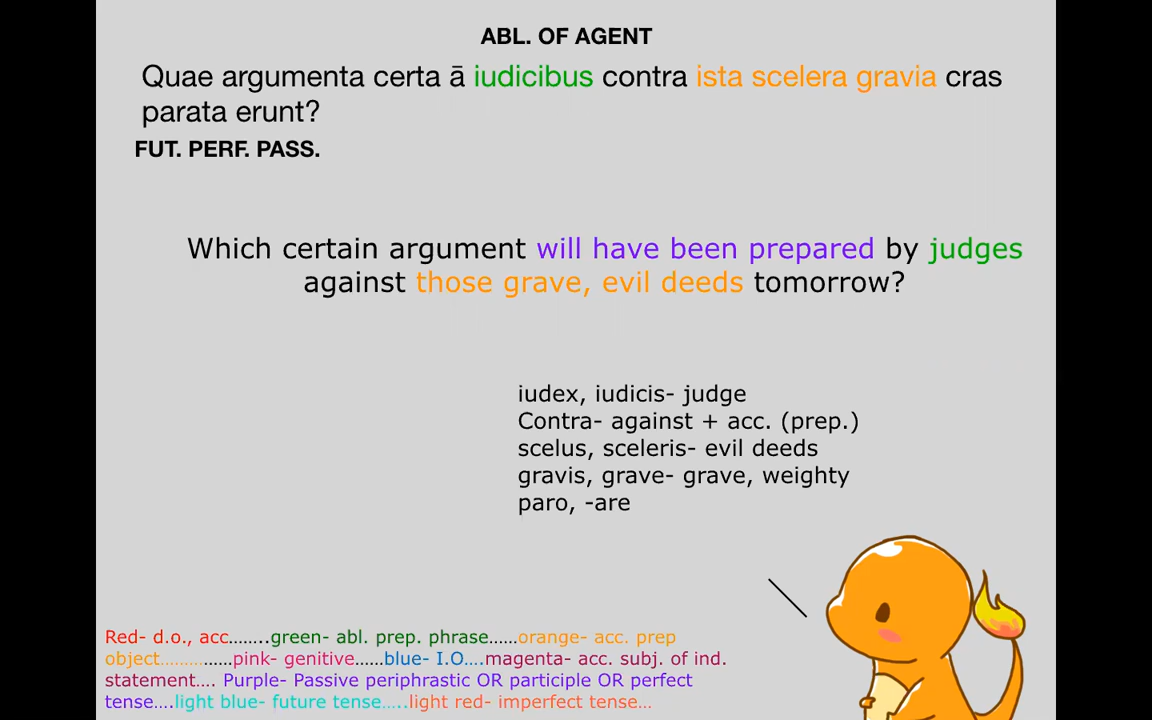 ABL. OF AGENT
Quae argumenta certa ā iudicibus contra ista scelera gravia cras
parata erunt?
FUT. PERF. PASS.
Which certain argument will have been prepared by judges
against those grave, evil deeds tomorrow?
iudex, iudicis- judge
Contra- against + acc. (prep.)
scelus, sceleris- evil deeds
gravis, grave- grave, weighty
paro, -are
Red- d.o., acc........green- abl. prep. phrase......orange- acc. prep
object...............pink- genitive......blue- I.O....magenta- acc. subj. of ind.
statement.... Purple- Passive periphrastic OR participle OR perfect
tense....light blue- future tense.....light red- imperfect tense...